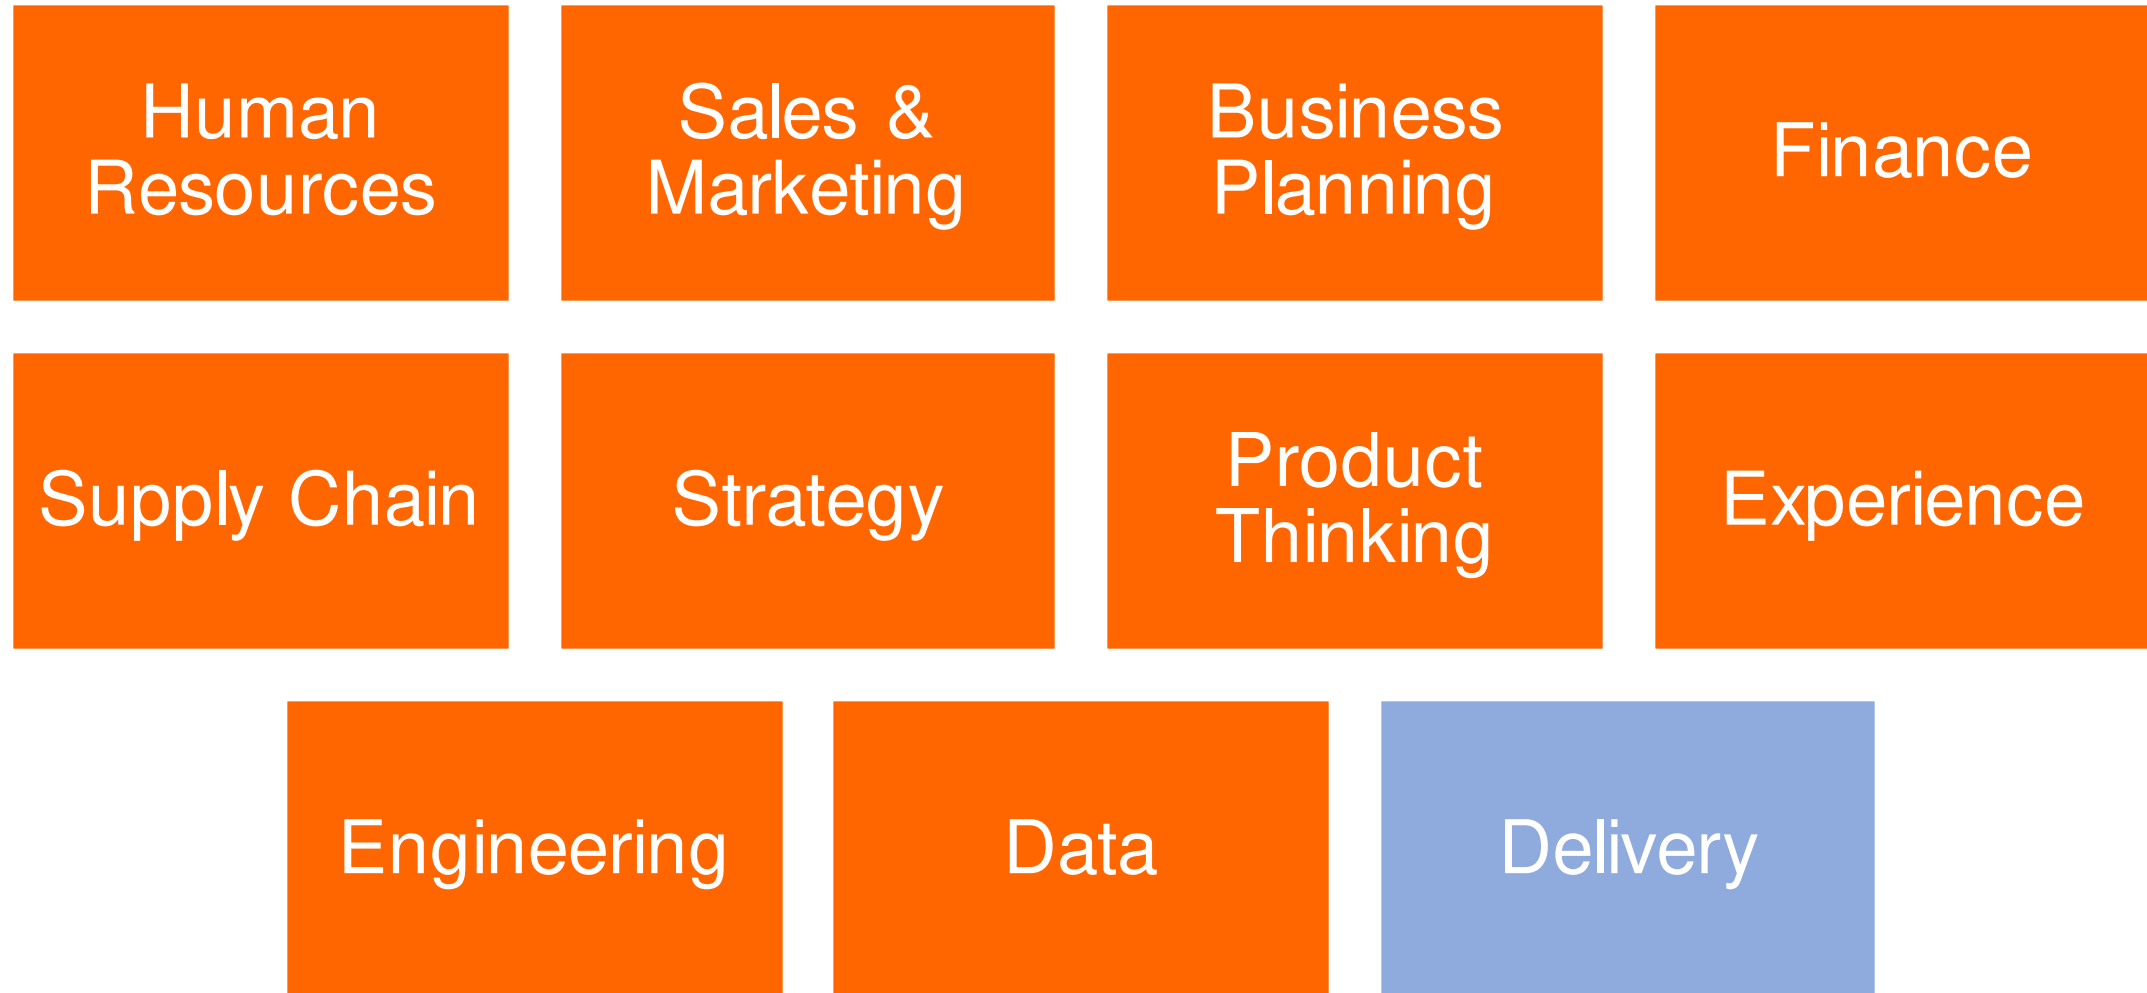 Human
Resources
Sales &
Marketing
Business
Planning
Finance
Supply Chain
Strategy
Product
Thinking
Experience
Engineering
Data
Delivery